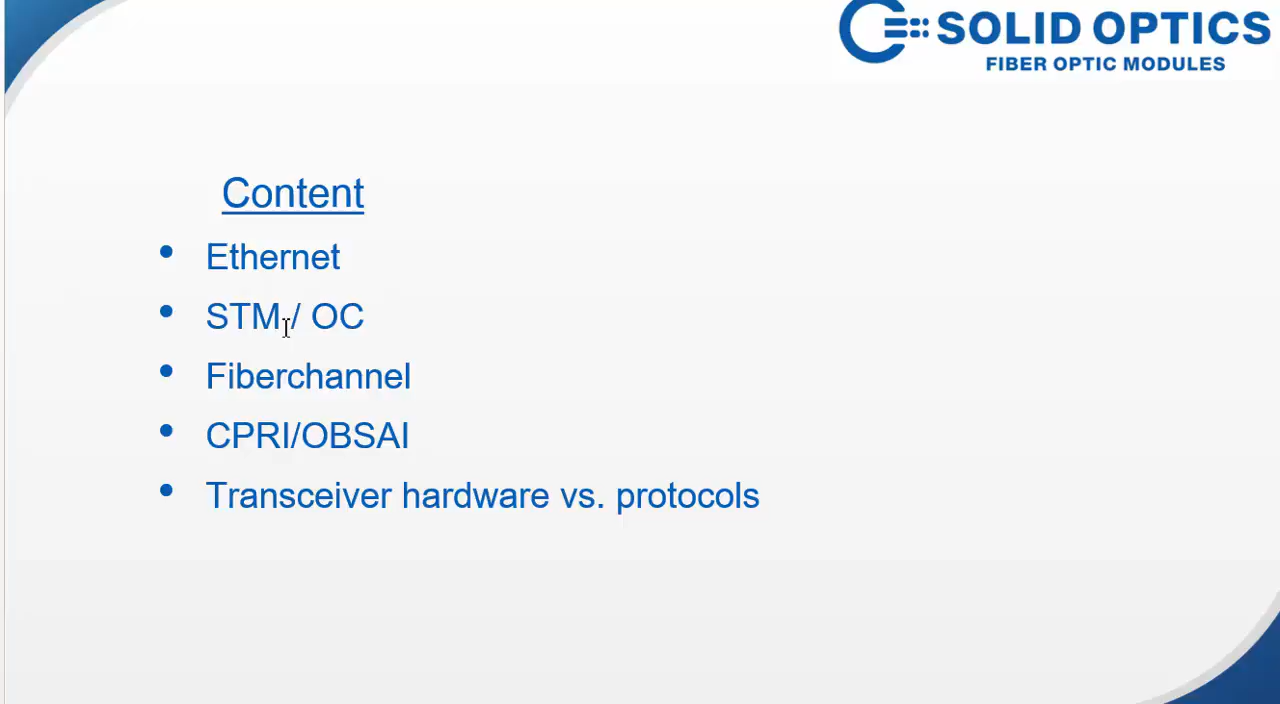 SOLID OPTICS
FIBER OPTIC MODULES
Content
• Ethernet
• STM / OC
• Fiberchannel
• CPRI/OBSAI
• Transceiver hardware vs. protocols